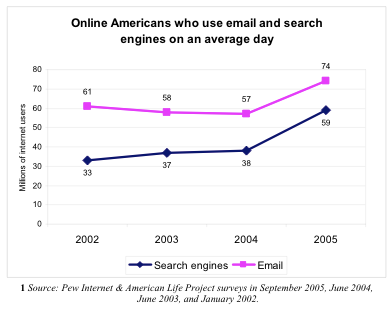 Online Americans who use email and search
engines on an average day
Millions of internet users
80
70
60
50
40
30
20
10
0
61
58
57
74
33
37
38
59
2002 2003 2004 2005
Search engines Email
1 Source: Pew Internet & American Life Project surveys in September 2005, June 2004,
June 2003, and January 2002.